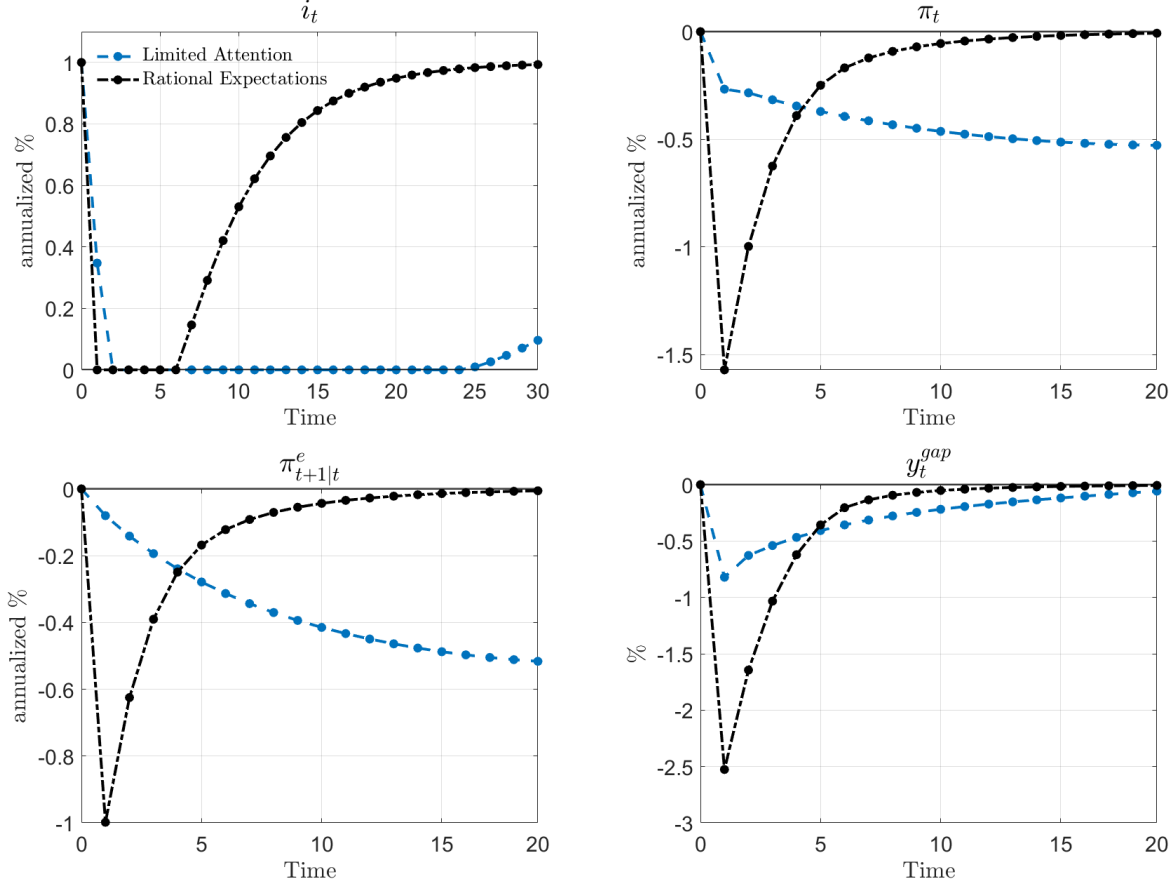 i_t
1
0.8
0.6
0.4
0.2
0
annualized %
Limited Attention
Rational Expectations
0 5 10 15 20 25 30
Time
π_t
0
-0.5
-1
-1.5
annualized %
0 5 10 15 20
Time
π^e_{t+1|t}
0
-0.2
-0.4
-0.6
-0.8
-1
annualized %
0 5 10 15 20
Time
y_t^{gap}
0
-0.5
-1
-1.5
-2
-2.5
-3
%
0 5 10 15 20
Time